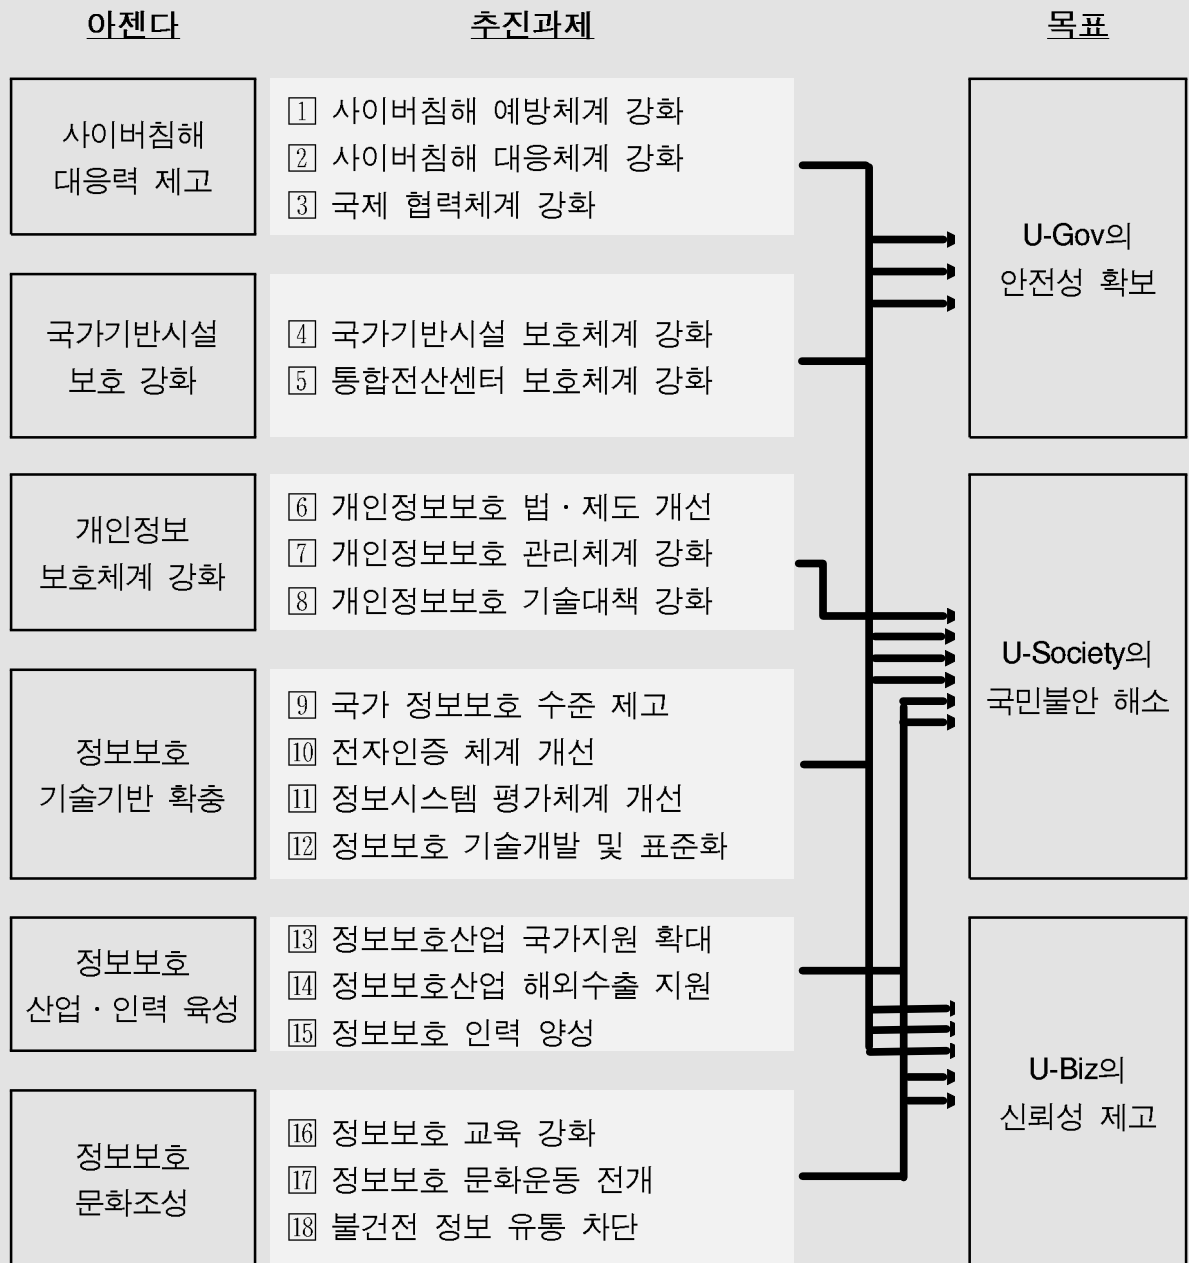 아젠다
추진과제
목표
사이버침해
대응력 제고
1 사이버침해 예방체계 강화
2 사이버침해 대응체계 강화
3 국제 협력체계 강화
국가기반시설
보호 강화
4 국가기반시설 보호체계 강화
5 통합전산센터 보호체계 강화
U-Gov의
안전성 확보
개인정보
보호체계 강화
6 개인정보보호 법·제도 개선
7 개인정보보호 관리체계 강화
8 개인정보보호 기술대책 강화
정보보호
기술기반 확충
9 국가 정보보호 수준 제고
10 전자인증 체계 개선
11 정보시스템 평가체계 개선
12 정보보호 기술개발 및 표준화
U-Society의
국민불안 해소
정보보호
산업·인력 육성
13 정보보호산업 국가지원 확대
14 정보보호산업 해외수출 지원
15 정보보호 인력 양성
정보보호
문화조성
16 정보보호 교육 강화
17 정보보호 문화운동 전개
18 불건전 정보 유통 차단
U-Biz의
신뢰성 제고